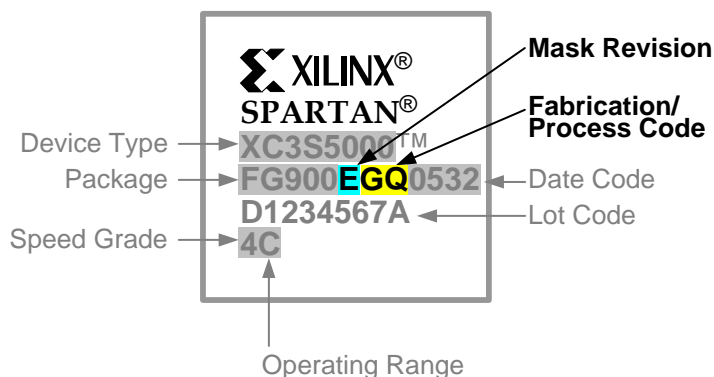 XILINX®
SPARTAN®
Mask Revision
Fabrication/
Process Code
Device Type
XC3S5000™
Package
FG900EGQ0532
Date Code
D1234567A
Lot Code
Speed Grade
4C
Operating Range